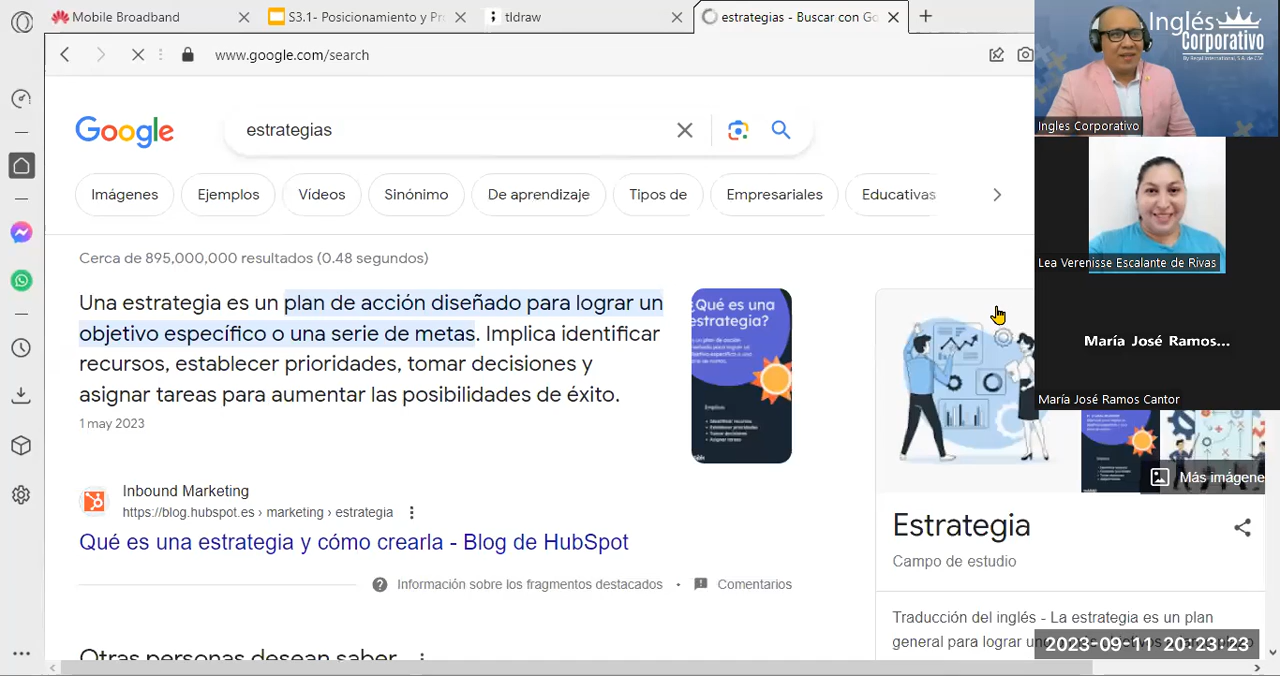 Mobile Broadband
S3.1- Posicionamiento y Pr
tldraw
estrategias - Buscar con Go
www.google.com/search
Inglés
Corporativo
By Regal International, S.A. de C.V.
Ingles Corporativo
Google
estrategias
Imágenes
Ejemplos
Vídeos
Sinónimo
De aprendizaje
Tipos de
Empresariales
Educativas
Lea Verenisse Escalante de Rivas
Cerca de 895,000,000 resultados (0.48 segundos)
Una estrategia es un plan de acción diseñado para lograr un
objetivo específico o una serie de metas. Implica identificar
recursos, establecer prioridades, tomar decisiones y
asignar tareas para aumentar las posibilidades de éxito.
1 may 2023
¿Qué es una
estrategia?
María José Ramos...
María José Ramos Cantor
Inbound Marketing
https://blog.hubspot.es › marketing › estrategia
Qué es una estrategia y cómo crearla - Blog de HubSpot
Información sobre los fragmentos destacados
Comentarios
Más imágene
Estrategia
Campo de estudio
Traducción del inglés - La estrategia es un plan
general para lograr un
2023-09-11 20:23:23
Otras personas desean saber